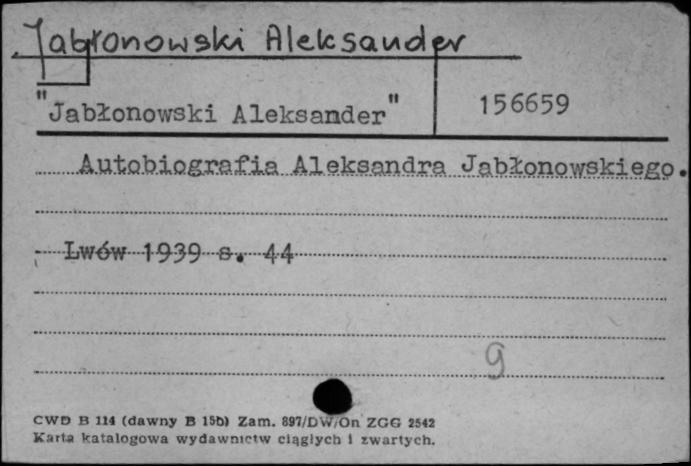 Jabłonowski Aleksander
"Jabłonowski Aleksander" 156659
Autobiografia Aleksandra Jabłonowskiego.
Lwów 1939 s. 44
9
CWD B 114 (dawny B 15b) Zam. 897/DW/On ZGG 2542
Karta katalogowa wydawnictw ciągłych i zwartych.